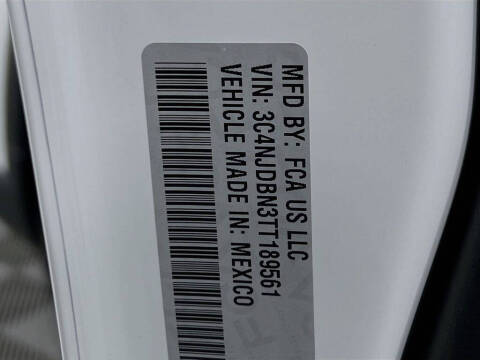 MFD BY: FCA US LLC
VIN: 3C4NJDBN3TT189561
VEHICLE MADE IN: MEXICO